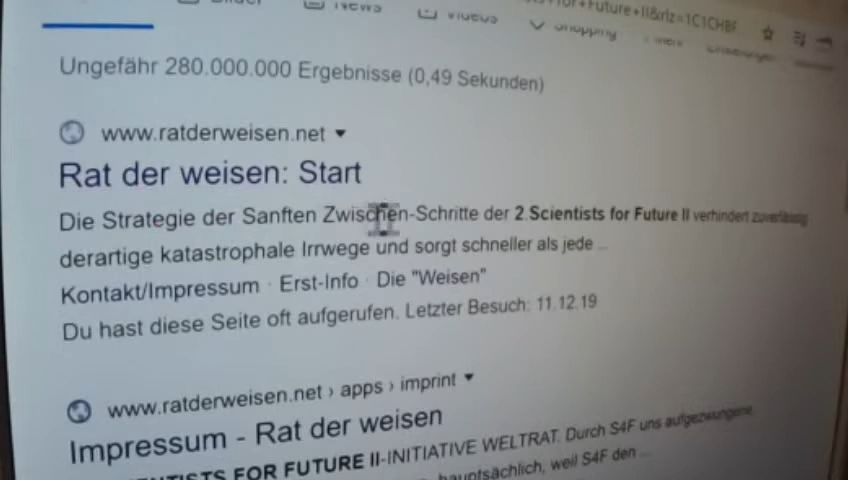 News Videos Shopping
Ungefähr 280.000.000 Ergebnisse (0,49 Sekunden)
www.ratderweisen.net
Rat der weisen: Start
Die Strategie der Sanften Zwischen-Schritte der 2.Scientists for Future II verhindert zuverlässig
derartige katastrophale Irrwege und sorgt schneller als jede ...
Kontakt/Impressum · Erst-Info · Die "Weisen"
Du hast diese Seite oft aufgerufen. Letzter Besuch: 11.12.19
www.ratderweisen.net › apps › imprint
Impressum - Rat der weisen
FOR FUTURE II-INITIATIVE WELTRAT. Durch S4F uns aufgezwungene,
hauptsächlich, weil S4F den ...